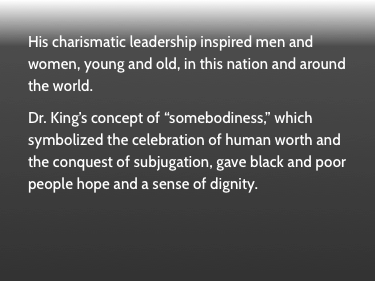 His charismatic leadership inspired men and
women, young and old, in this nation and around
the world.
Dr. King's concept of “somebodiness,” which
symbolized the celebration of human worth and
the conquest of subjugation, gave black and poor
people hope and a sense of dignity.